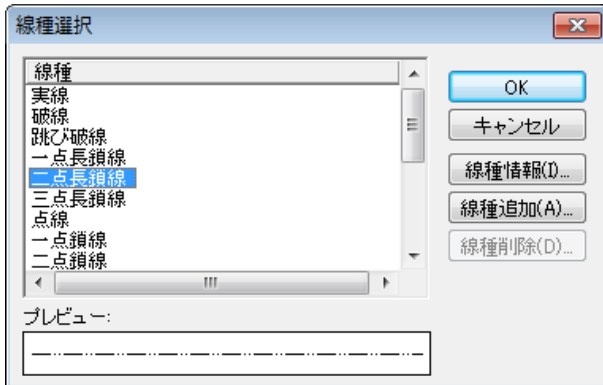 線種選択
線種
実線
破線
跳び破線
一点長鎖線
二点長鎖線
三点長鎖線
点線
一点鎖線
二点鎖線
OK
キャンセル
線種情報(I)...
線種追加(A)...
線種削除(D)...
プレビュー: